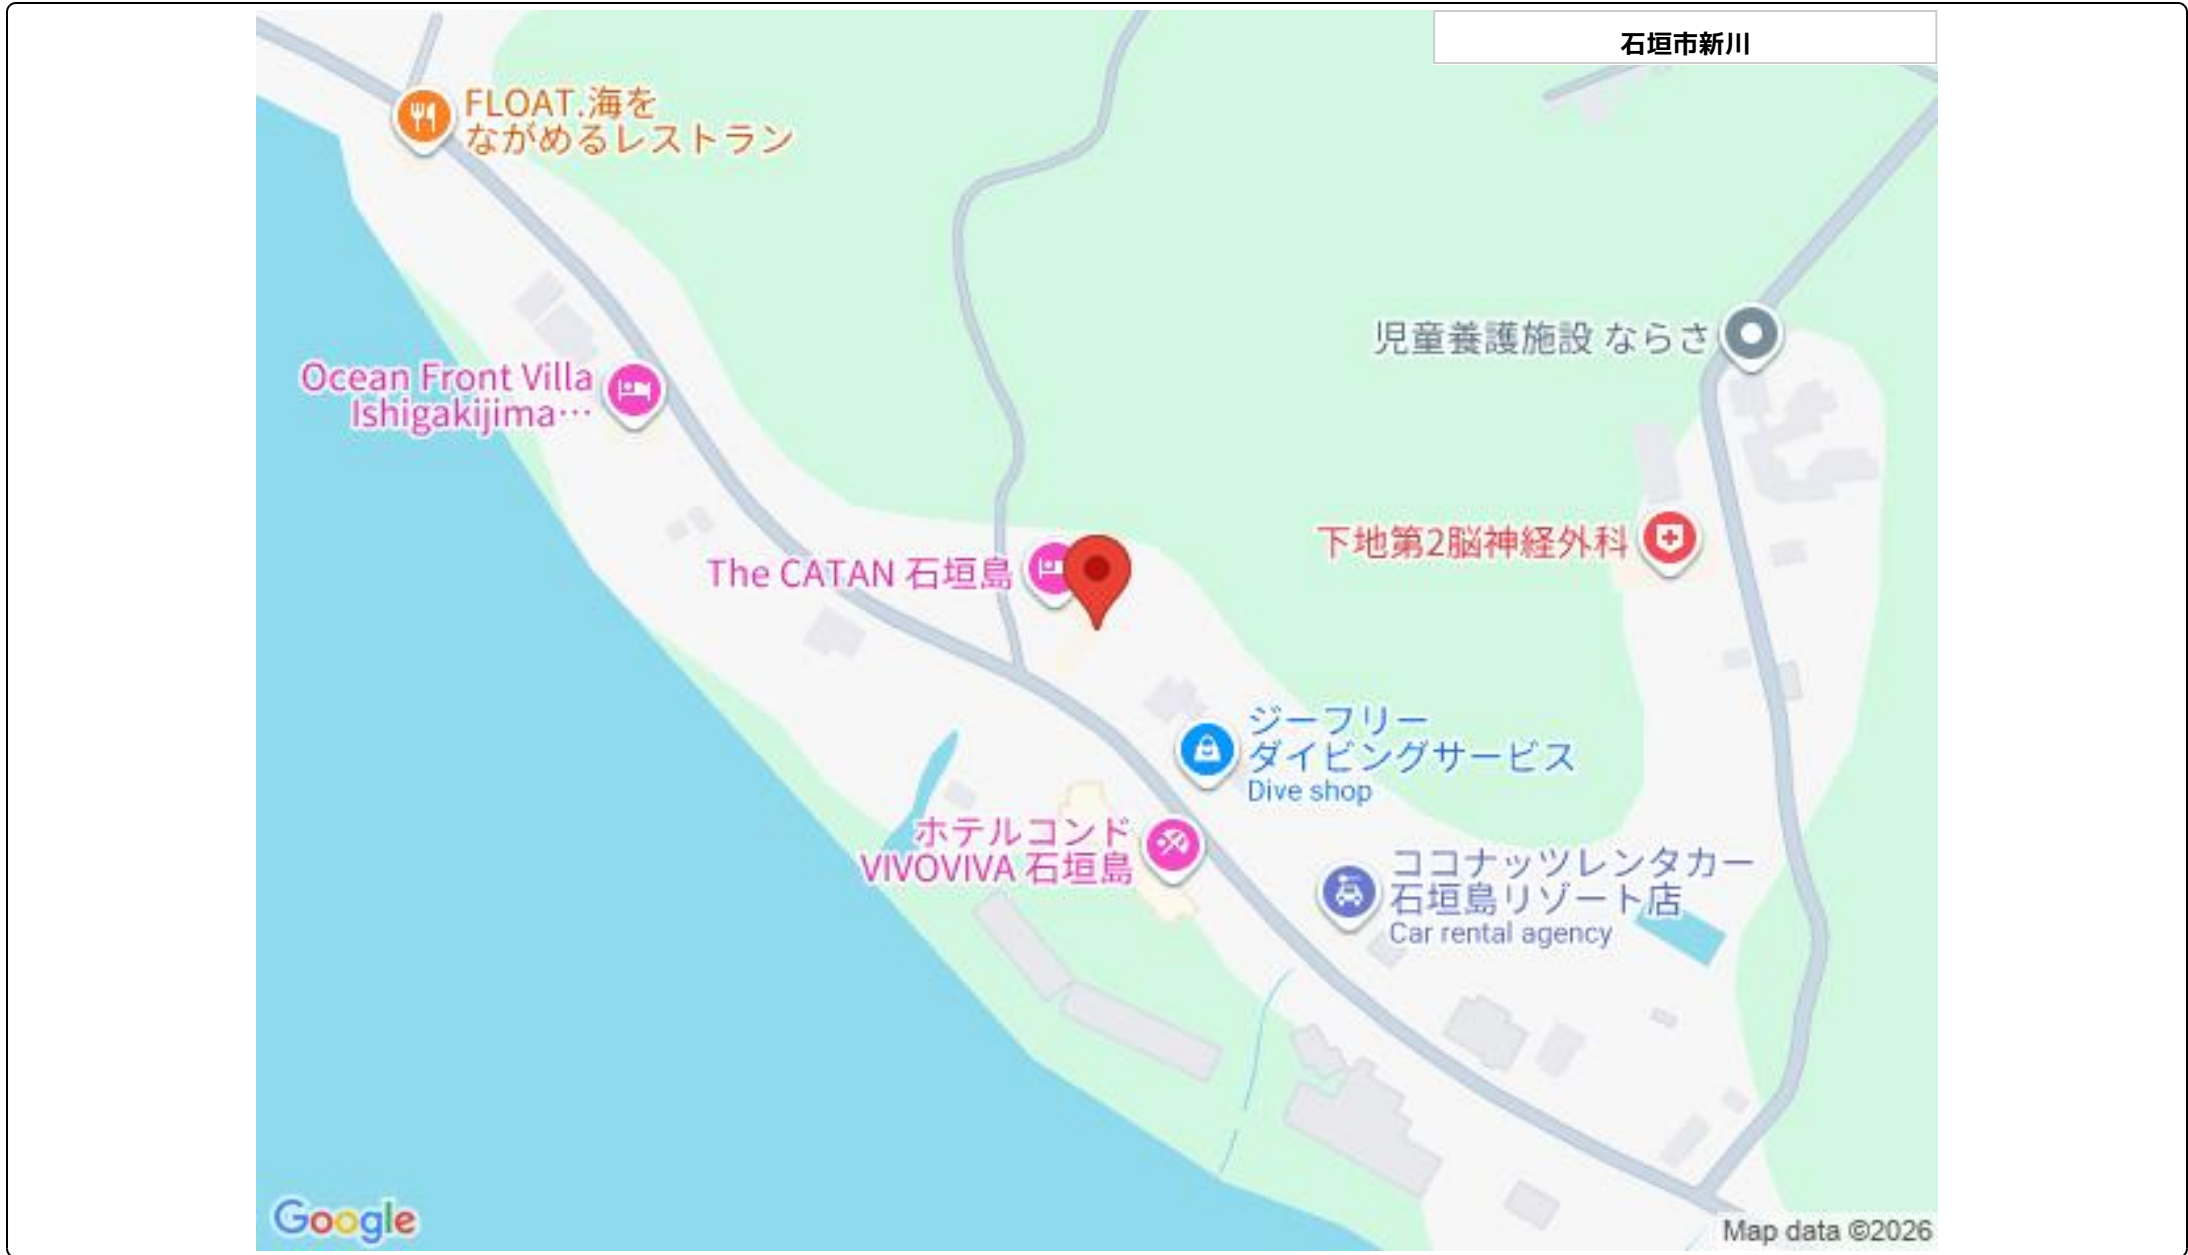 石垣市新川
FLOAT.海を
ながめるレストラン
児童養護施設 ならさ
Ocean Front Villa
Ishigakijima…
下地第2脳神経外科
The CATAN 石垣島
ジーフリー
ダイビングサービス
Dive shop
ホテルコンド
VIVOVIVA 石垣島
ココナッツレンタカー
石垣島リゾート店
Car rental agency
Google
Map data ©2026